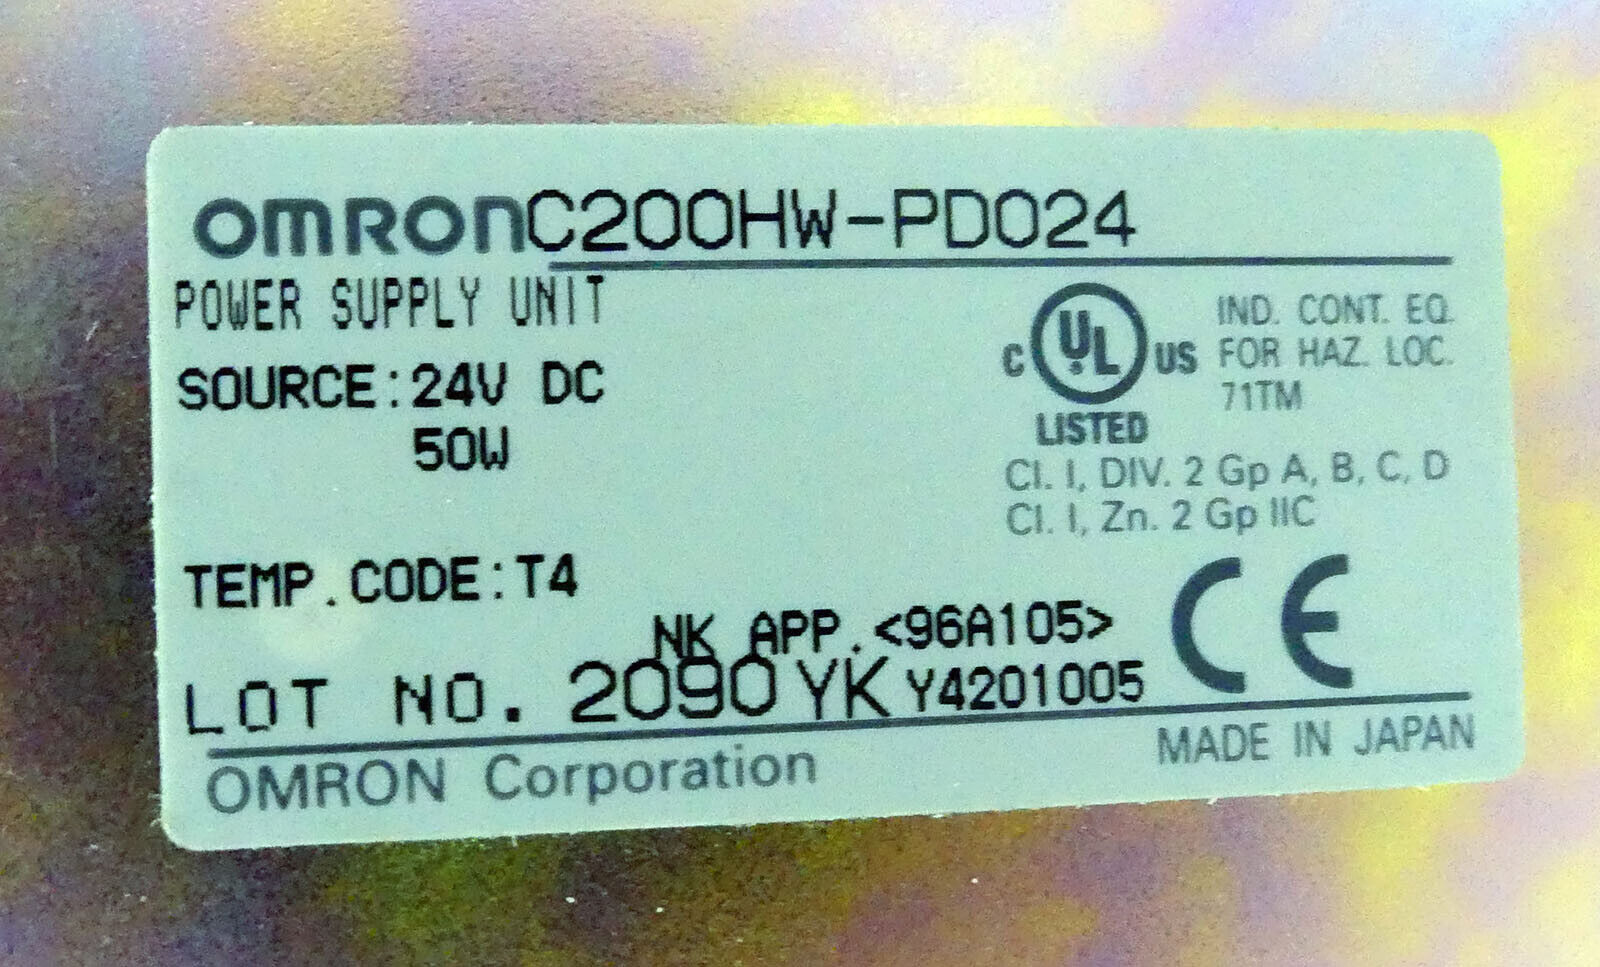 OMRON C200HW-PD024
POWER SUPPLY UNIT
SOURCE:24V DC
50W
C UL US
LISTED
IND. CONT. EQ.
FOR HAZ. LOC.
71TM
Cl. I, DIV. 2 Gp A, B, C, D
Cl. I, Zn. 2 Gp IIC
TEMP.CODE:T4
NK APP.<96A105>
LOT NO. 2090 YK Y4201005
CE
OMRON Corporation
MADE IN JAPAN